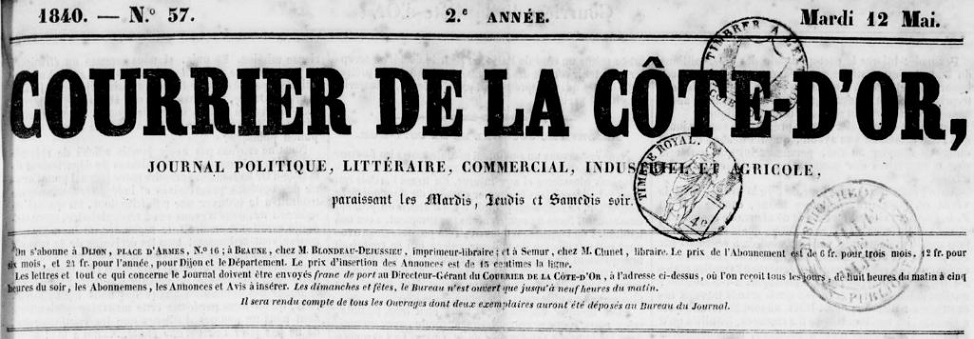 1840. — N.° 57.
2.e ANNÉE.
Mardi 12 Mai.
COURRIER DE LA CÔTE-D'OR,
JOURNAL POLITIQUE, LITTÉRAIRE, COMMERCIAL, INDUSTRIEL ET AGRICOLE,
paraissant les Mardis, Jeudis et Samedis soir.
TIMBRE ROYAL.
On s'abonne à DIJON, PLACE D'ARMES, N.° 16; à BEAUNE, chez M. BLONDEAU-DEJUSSIEU, imprimeur-libraire; et à Semur, chez M. Clunet, libraire. Le prix de l'Abonnement est de 6 fr. pour trois mois, 12 fr. pour
six mois, et 23 fr. pour l'année, pour Dijon et le Département. Le prix d'insertion des Annonces est de 15 centimes la ligne.
Les lettres et tout ce qui concerne le Journal doivent être envoyés franc de port au Directeur-Gérant du COURRIER DE LA CÔTE-D'OR, à l'adresse ci-dessus, où l'on reçoit tous les jours, de huit heures du matin à cinq
heures du soir, les Abonnemens, les Annonces et Avis à insérer. Les dimanches et fêtes, le Bureau n'est ouvert que jusqu'à neuf heures du matin.
Il sera rendu compte de tous les Ouvrages dont deux exemplaires auront été déposés au Bureau du Journal.